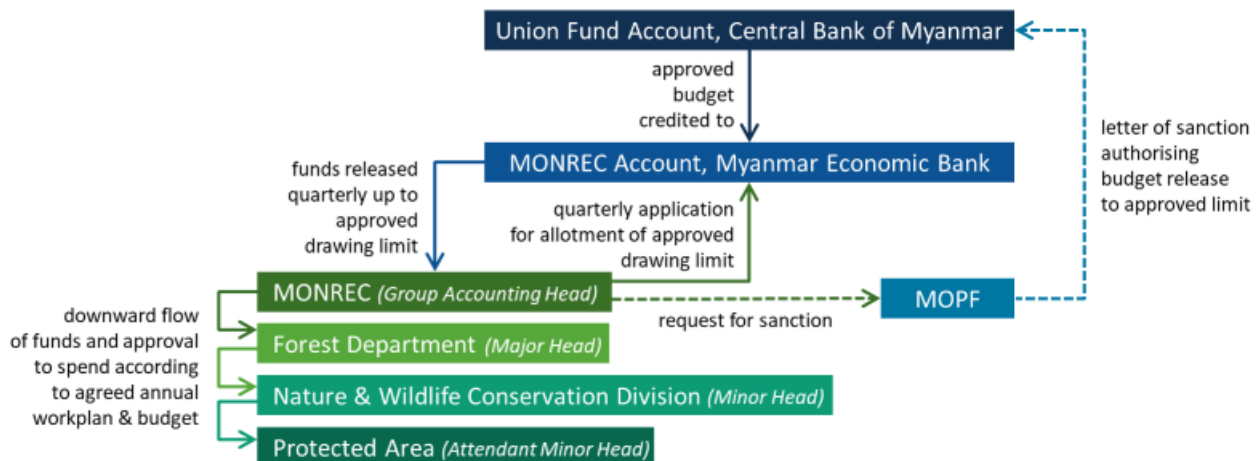 Union Fund Account, Central Bank of Myanmar
approved
budget
credited to
letter of sanction
authorising
budget release
to approved limit
MONREC Account, Myanmar Economic Bank
funds released
quarterly up to
approved
drawing limit
quarterly application
for allotment of approved
drawing limit
MONREC (Group Accounting Head)
MOPF
request for sanction
downward flow
of funds and approval
to spend according
to agreed annual
workplan & budget
Forest Department (Major Head)
Nature & Wildlife Conservation Division (Minor Head)
Protected Area (Attendant Minor Head)